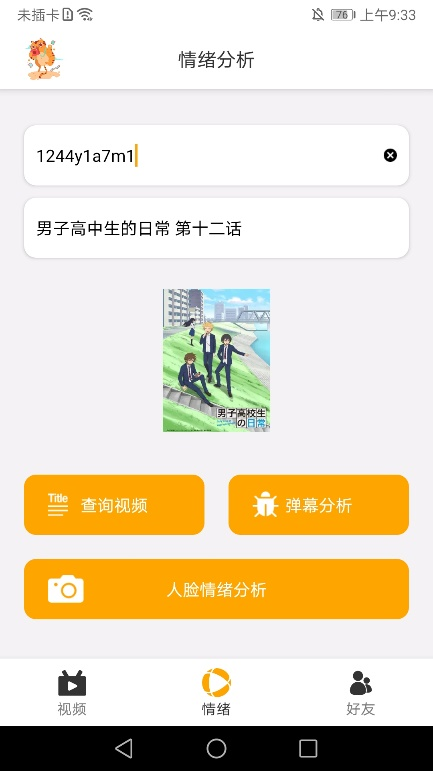 未插卡
76
上午9:33
情绪分析
1244y1a7m1
男子高中生的日常 第十二话
男子高校生
の日常
Title
查询视频
弹幕分析
人脸情绪分析
视频
情绪
好友